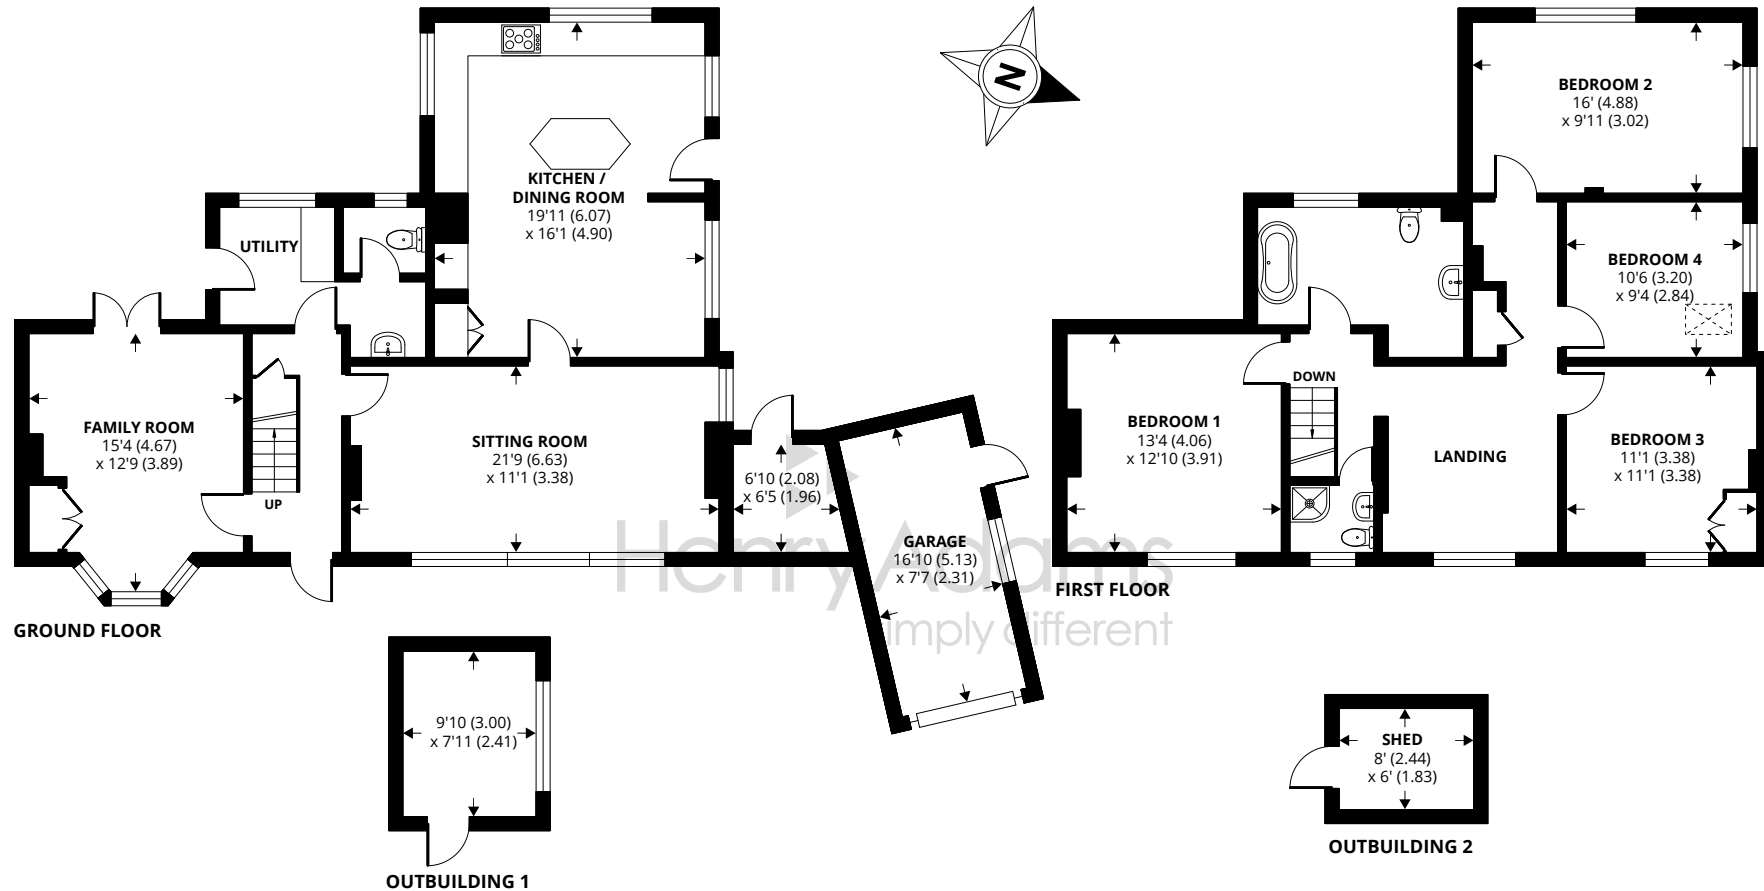 KITCHEN /
DINING ROOM
19'11 (6.07)
x 16'1 (4.90)
UTILITY
FAMILY ROOM
15'4 (4.67)
x 12'9 (3.89)
UP
SITTING ROOM
21'9 (6.63)
x 11'1 (3.38)
6'10 (2.08)
x 6'5 (1.96)
GARAGE
16'10 (5.13)
x 7'7 (2.31)
GROUND FLOOR
N
BEDROOM 2
16' (4.88)
x 9'11 (3.02)
BEDROOM 4
10'6 (3.20)
x 9'4 (2.84)
DOWN
BEDROOM 1
13'4 (4.06)
x 12'10 (3.91)
LANDING
BEDROOM 3
11'1 (3.38)
x 11'1 (3.38)
FIRST FLOOR
Henry Adams
simply different
9'10 (3.00)
x 7'11 (2.41)
OUTBUILDING 1
SHED
8' (2.44)
x 6' (1.83)
OUTBUILDING 2